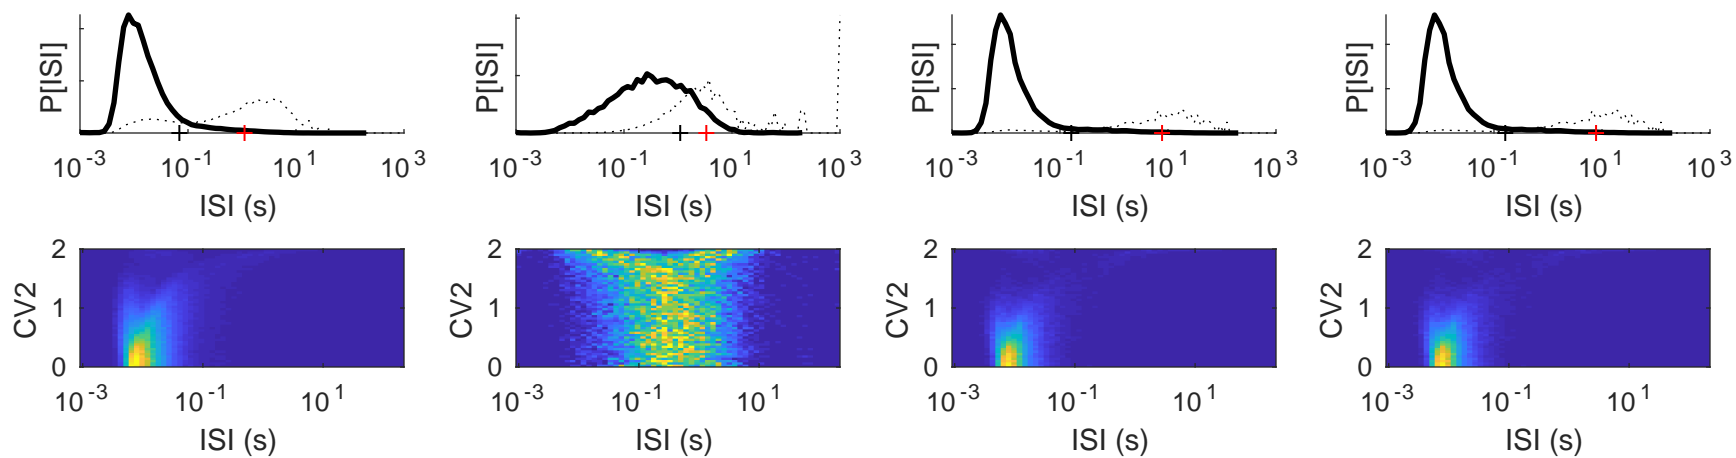 P[ISI] P[ISI] P[ISI] P[ISI]
10^-3 10^-1 10^1 10^3 10^-3 10^-1 10^1 10^3 10^-3 10^-1 10^1 10^3 10^-3 10^-1 10^1 10^3
ISI (s) ISI (s) ISI (s) ISI (s)
2 2 2 2
CV2 1 CV2 1 CV2 1 CV2 1
0 0 0 0
10^-3 10^-1 10^1 10^-3 10^-1 10^1 10^-3 10^-1 10^1 10^-3 10^-1 10^1
ISI (s) ISI (s) ISI (s) ISI (s)